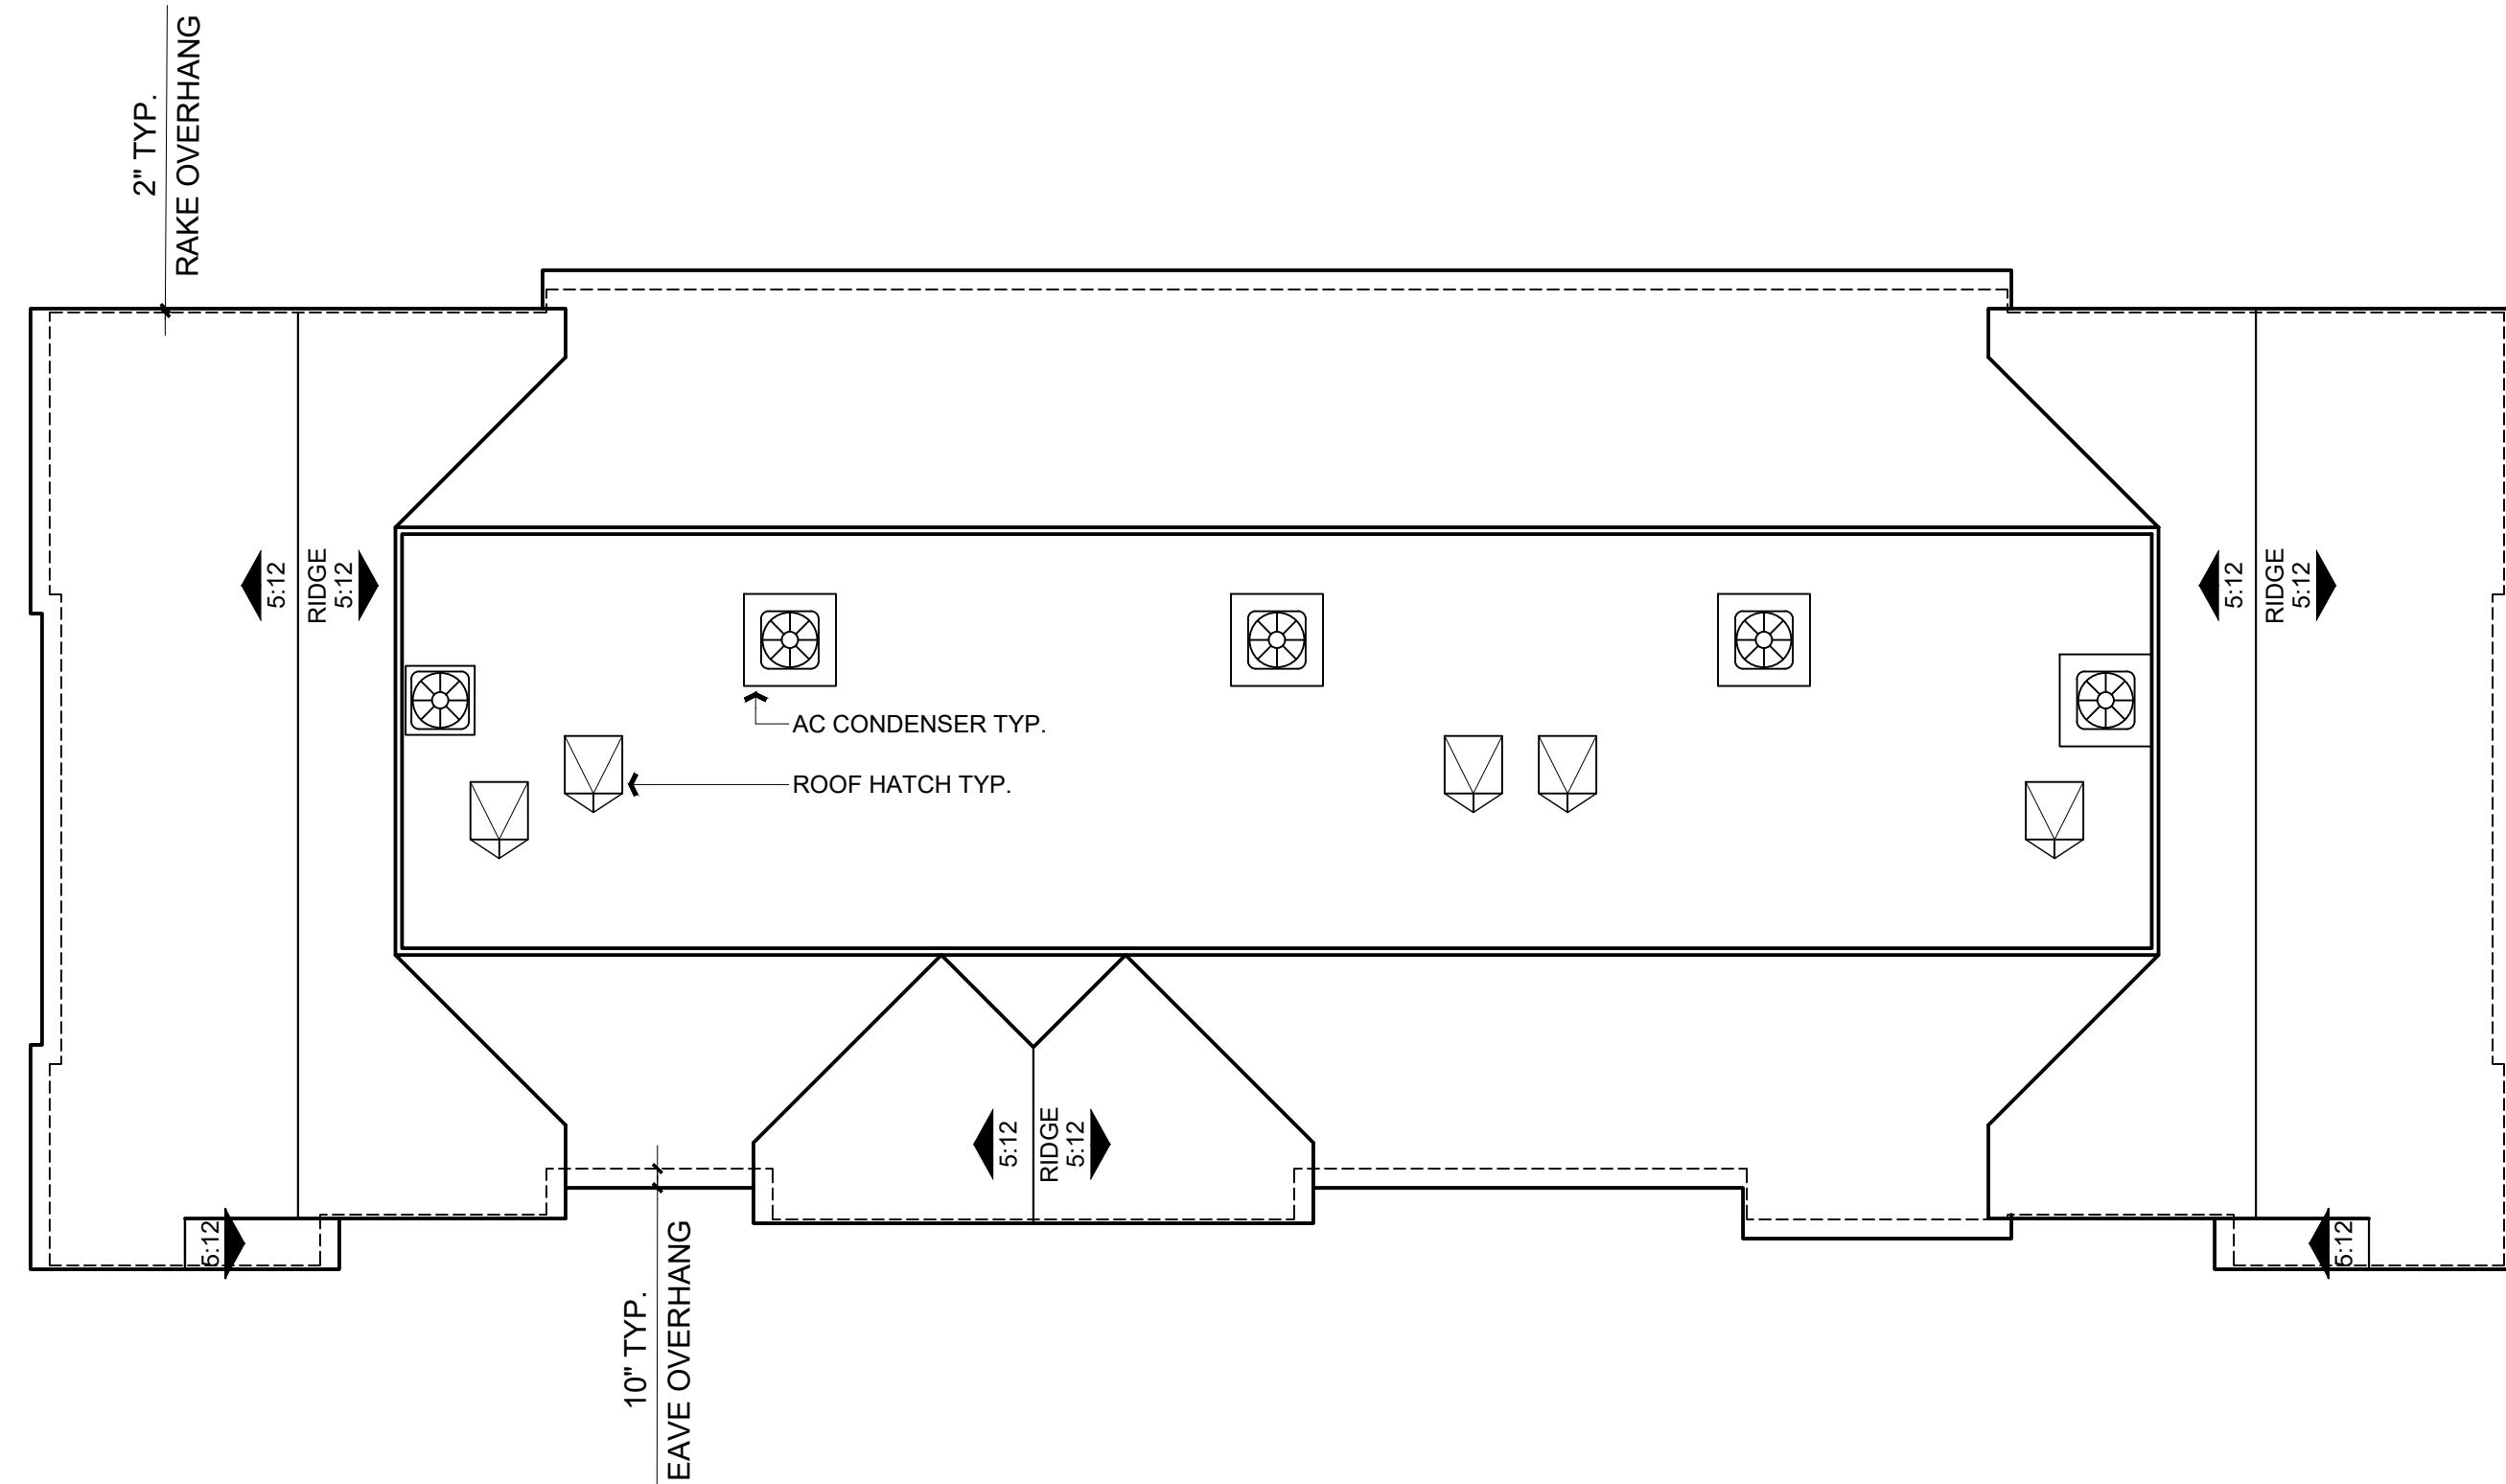 2" TYP.
RAKE OVERHANG
5:12
RIDGE
5:12
5:12
RIDGE
5:12
AC CONDENSER TYP.
ROOF HATCH TYP.
5:12
RIDGE
5:12
5:12
5:12
10" TYP.
EAVE OVERHANG